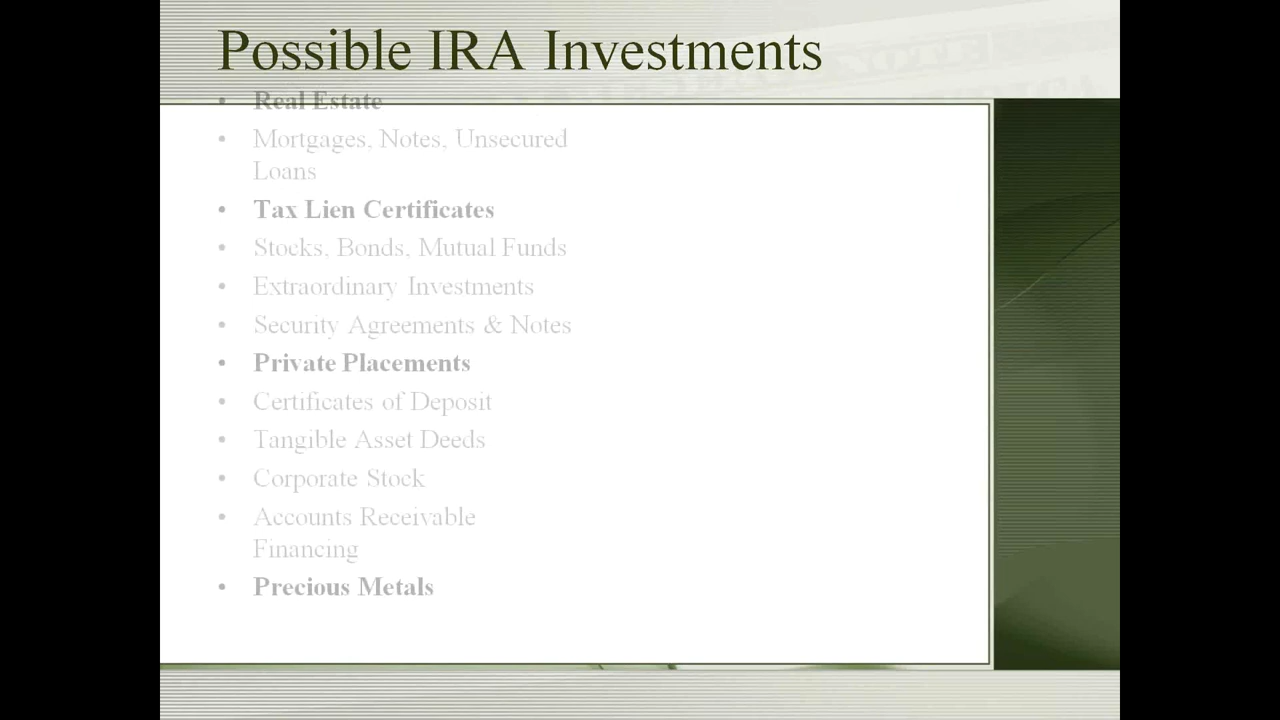 Possible IRA Investments
• Real Estate
• Mortgages, Notes, Unsecured
Loans
• Tax Lien Certificates
• Stocks, Bonds, Mutual Funds
• Extraordinary Investments
• Security Agreements & Notes
• Private Placements
• Certificates of Deposit
• Tangible Asset Deeds
• Corporate Stock
• Accounts Receivable
Financing
• Precious Metals